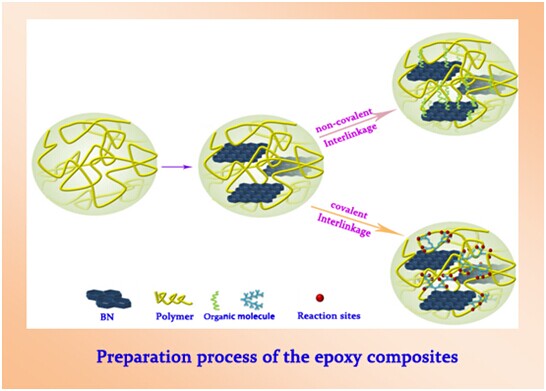 non-covalent
Interlinkage
covalent
Interlinkage
BN
Polymer
Organic molecule
Reaction sites
Preparation process of the epoxy composites